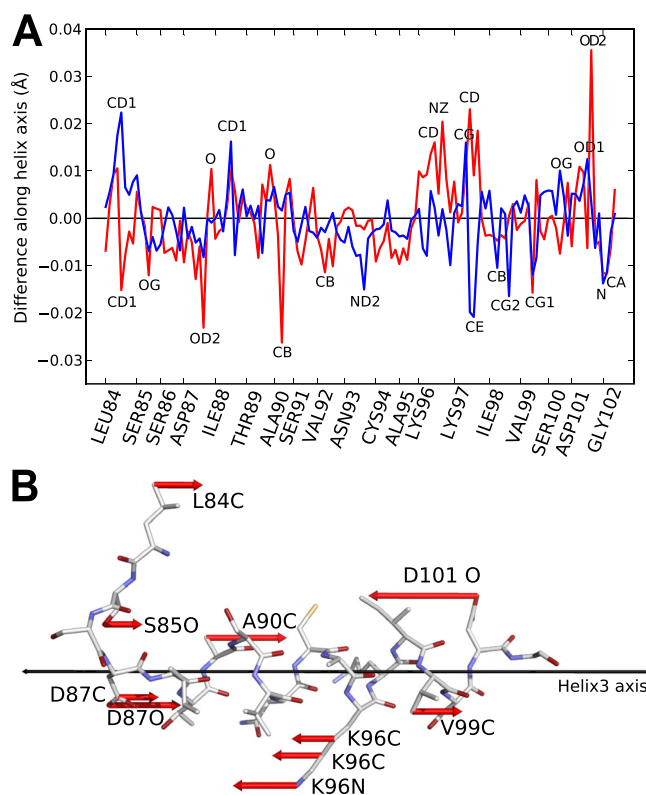 A
Difference along helix axis (Å)
0.04
0.03
0.02
0.01
0.00
−0.01
−0.02
−0.03
CD1
CD1
OG
O
OD2
CD1
O
CB
CB
ND2
CD
NZ
CD
CG
CE
CB
CG2
CG1
OG
OD1
OD2
N
CA
LEU84
SER85
SER86
ASP87
ILE88
THR89
ALA90
SER91
VAL92
ASN93
CYS94
ALA95
LYS96
LYS97
ILE98
VAL99
SER100
ASP101
GLY102
B
L84C
D101 O
S85O
A90C
Helix3 axis
D87C
D87O
V99C
K96C
K96C
K96N